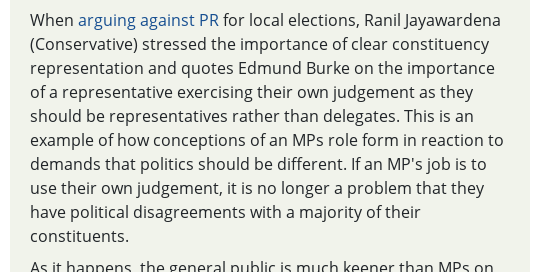 When arguing against PR for local elections, Ranil Jayawardena
(Conservative) stressed the importance of clear constituency
representation and quotes Edmund Burke on the importance
of a representative exercising their own judgement as they
should be representatives rather than delegates. This is an
example of how conceptions of an MPs role form in reaction to
demands that politics should be different. If an MP's job is to
use their own judgement, it is no longer a problem that they
have political disagreements with a majority of their
constituents.
As it happens, the general public is much keener than MPs on